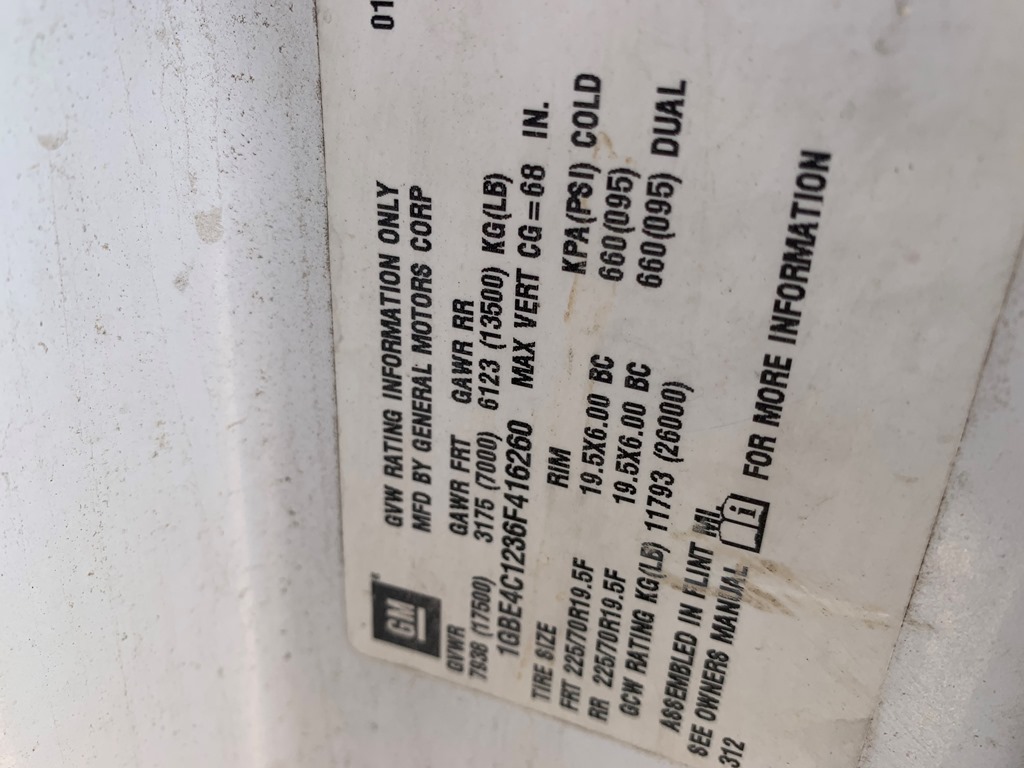 01
GVW RATING INFORMATION ONLY
MFD BY GENERAL MOTORS CORP
GM
GVWR GAWR FRT GAWR RR
7938 (17500) 3175 (7000) 6123 (13500) KG(LB)
1GBE4C1236F416260 MAX VERT CG=68 IN.
TIRE SIZE RIM KPA(PSI) COLD
FRT 225/70R19.5F 19.5X6.00 BC 660(095)
RR 225/70R19.5F 19.5X6.00 BC 660(095) DUAL
GCW RATING KG(LB) 11793 (26000)
ASSEMBLED IN FLINT MI.
SEE OWNERS MANUAL i FOR MORE INFORMATION
312